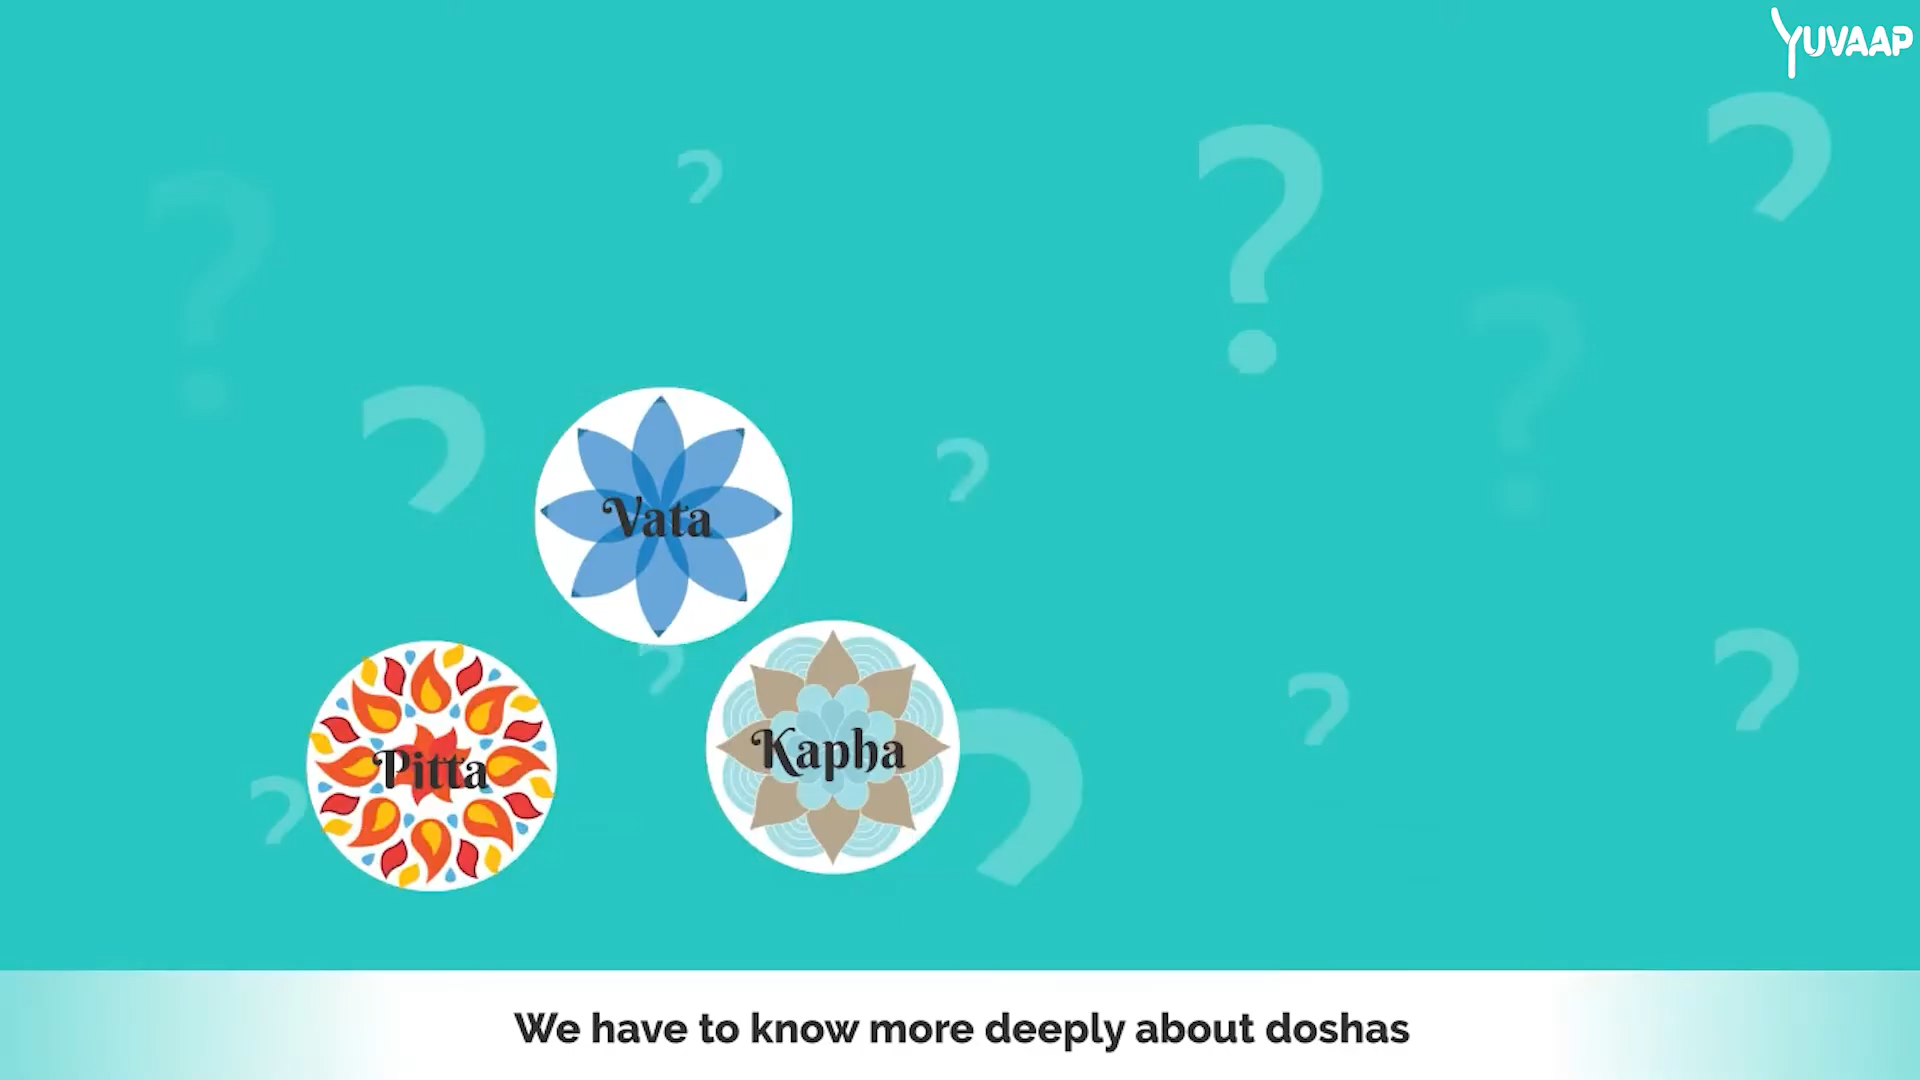 YUVAAP
?
Vata
Pitta
Kapha
We have to know more deeply about doshas